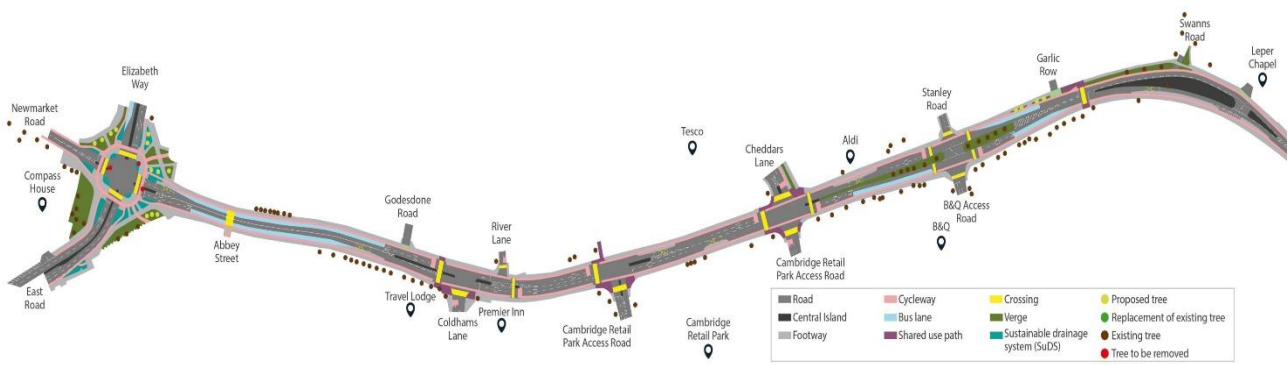 Newmarket
Road
Elizabeth
Way
Compass
House
East
Road
Abbey
Street
Godesdone
Road
Travel Lodge
Coldhams
Lane
River
Lane
Premier Inn
Cambridge Retail
Park Access Road
Tesco
Cambridge
Retail Park
Cheddars
Lane
Cambridge Retail
Park Access Road
Aldi
Stanley
Road
B&Q
B&Q Access
Road
Garlic
Row
Swanns
Road
Leper
Chapel
Road
Central Island
Footway
Cycleway
Bus lane
Shared use path
Crossing
Verge
Sustainable drainage
system (SuDS)
Proposed tree
Replacement of existing tree
Existing tree
Tree to be removed